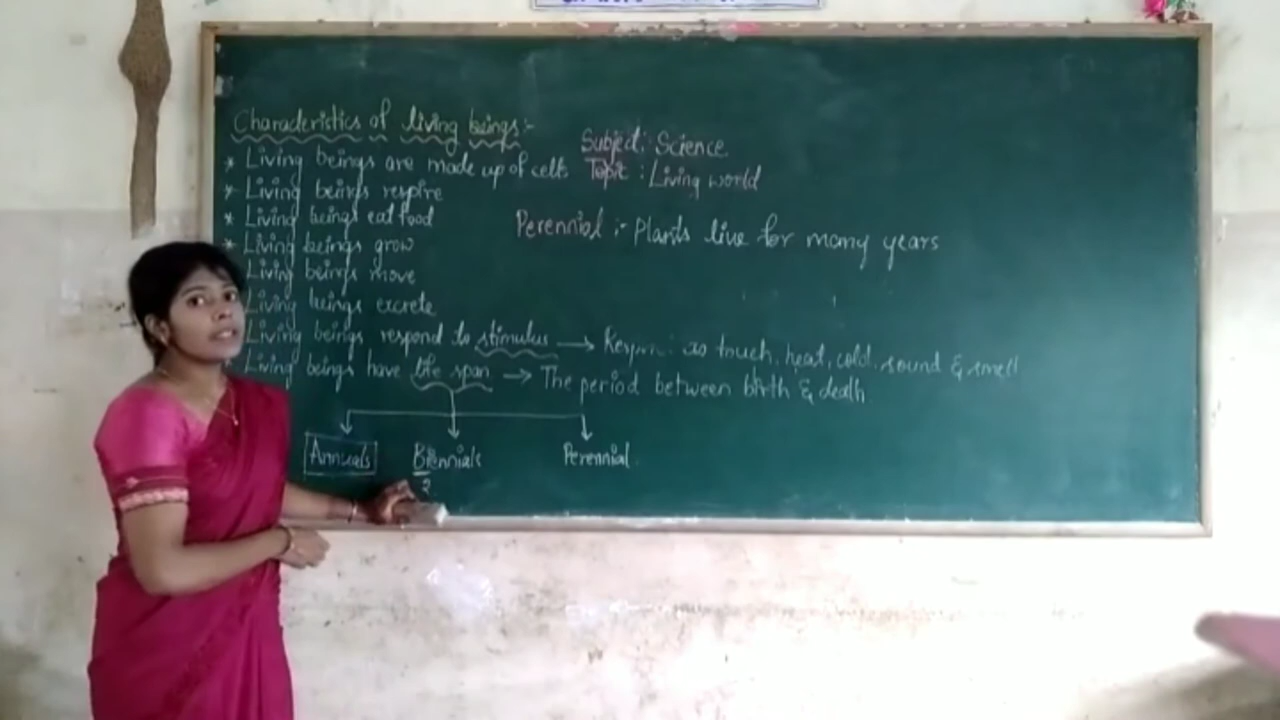 Characteristics of living beings:-
* Living beings are made up of cells
* Living beings respire
* Living beings eat food
* Living beings grow
Living beings move
Living beings excrete
Living beings respond to stimulus → to touch, heat, cold, sound & smell
Living beings have life span → The period between birth & death
Annuals Biennials Perennial
2
Subject: Science
Topic: Living world
Perennial :- Plants live for many years